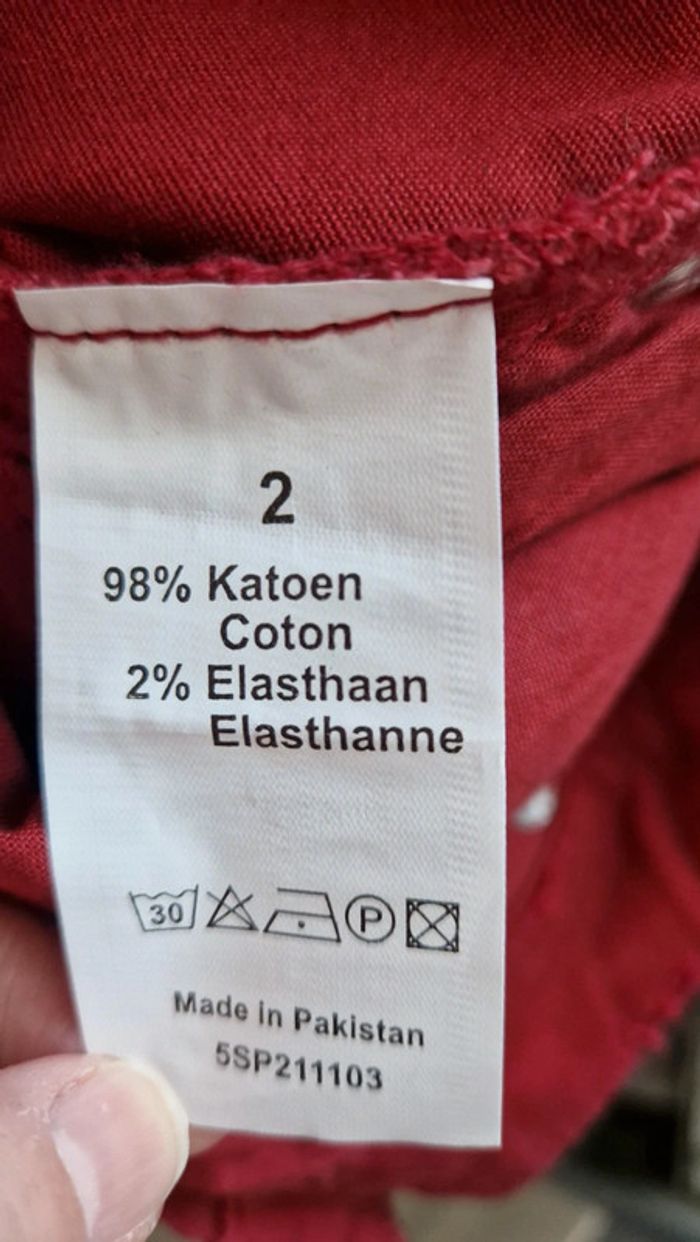 2
98% Katoen
Coton
2% Elasthaan
Elasthanne
30
P
Made in Pakistan
5SP211103